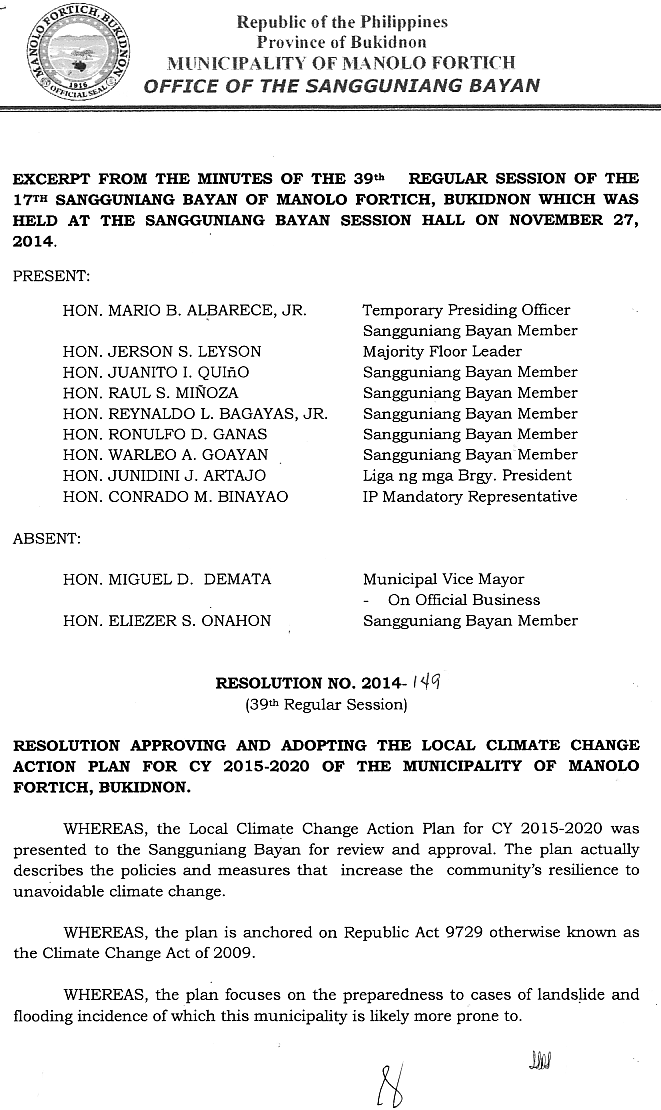 MANOLO FORTICH, BUKIDNON
1916
OFFICIAL SEAL
Republic of the Philippines
Province of Bukidnon
MUNICIPALITY OF MANOLO FORTICH
OFFICE OF THE SANGGUNIANG BAYAN
EXCERPT FROM THE MINUTES OF THE 39th REGULAR SESSION OF THE
17TH SANGGUNIANG BAYAN OF MANOLO FORTICH, BUKIDNON WHICH WAS
HELD AT THE SANGGUNIANG BAYAN SESSION HALL ON NOVEMBER 27,
2014.
PRESENT:
HON. MARIO B. ALBARECE, JR. Temporary Presiding Officer
Sangguniang Bayan Member
HON. JERSON S. LEYSON Majority Floor Leader
HON. JUANITO I. QUIñO Sangguniang Bayan Member
HON. RAUL S. MIÑOZA Sangguniang Bayan Member
HON. REYNALDO L. BAGAYAS, JR. Sangguniang Bayan Member
HON. RONULFO D. GANAS Sangguniang Bayan Member
HON. WARLEO A. GOAYAN Sangguniang Bayan Member
HON. JUNIDINI J. ARTAJO Liga ng mga Brgy. President
HON. CONRADO M. BINAYAO IP Mandatory Representative
ABSENT:
HON. MIGUEL D. DEMATA Municipal Vice Mayor
- On Official Business
HON. ELIEZER S. ONAHON Sangguniang Bayan Member
RESOLUTION NO. 2014-149
(39th Regular Session)
RESOLUTION APPROVING AND ADOPTING THE LOCAL CLIMATE CHANGE
ACTION PLAN FOR CY 2015-2020 OF THE MUNICIPALITY OF MANOLO
FORTICH, BUKIDNON.
WHEREAS, the Local Climate Change Action Plan for CY 2015-2020 was
presented to the Sangguniang Bayan for review and approval. The plan actually
describes the policies and measures that increase the community's resilience to
unavoidable climate change.
WHEREAS, the plan is anchored on Republic Act 9729 otherwise known as
the Climate Change Act of 2009.
WHEREAS, the plan focuses on the preparedness to cases of landslide and
flooding incidence of which this municipality is likely more prone to.